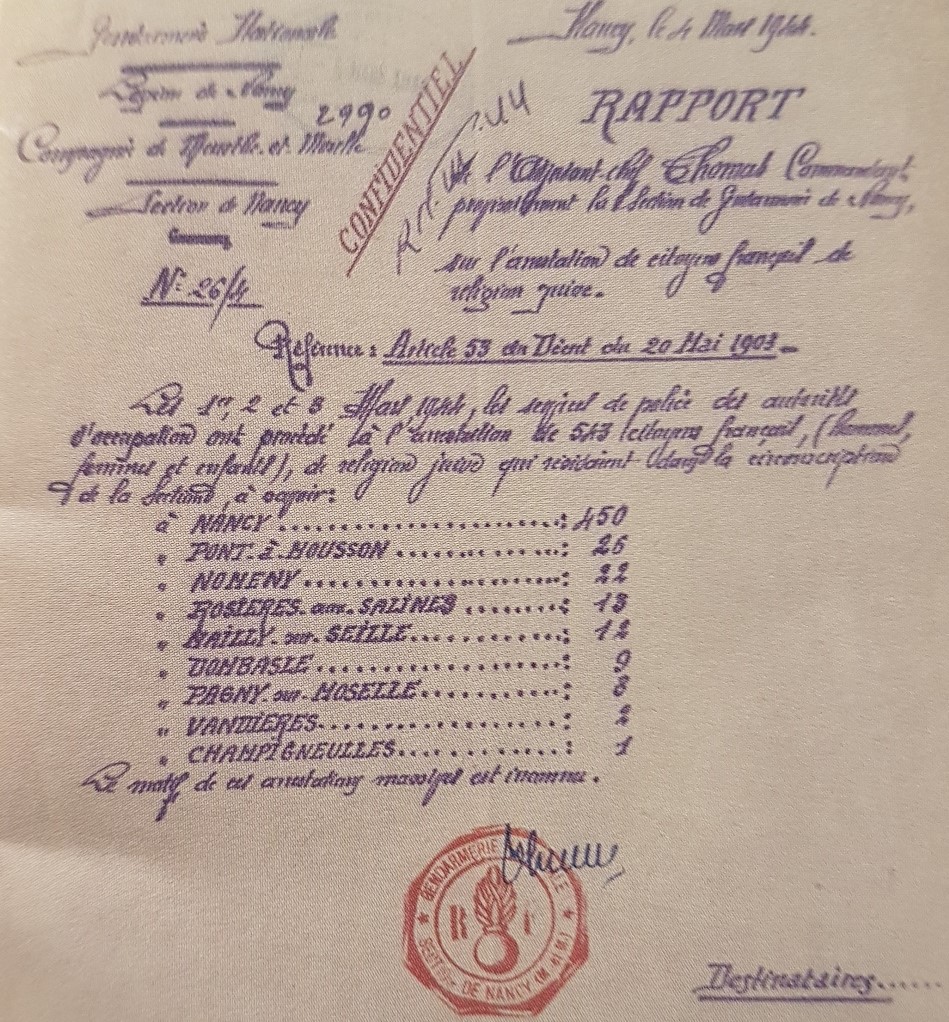 Gendarmerie Nationale
Légion de Nancy
2990
Compagnie de Meurthe-et-Moselle
Section de Nancy
N° 26/4
CONFIDENTIEL
Nancy, le 4 Mars 1944.
RAPPORT
de l'Adjudant-chef Thomas Commandant
provisoirement la Section de Gendarmerie de Nancy,
sur l'arrestation de citoyens français de
religion juive.
Référence : Article 53 du Décret du 20 Mai 1903.-
Les 1er, 2 et 3 Mars 1944, les services de police des autorités
d'occupation ont procédé à l'arrestation de 543 citoyens français, (hommes,
femmes et enfants), de religion juive qui résidaient dans la circonscription
de la Section, à savoir :
à NANCY ........................: 450
" PONT-à-MOUSSON ..............: 26
" NOMENY.......................: 22
" ROSIERES-aux-SALINES .........: 13
" MAILLY-sur-SEILLE.............: 12
" DOMBASLE.....................: 9
" PAGNY-sur-MOSELLE............: 8
" VANDIERES....................: 2
" CHAMPIGNEULLES...............: 1
Le motif de ces arrestations massives est inconnu.
GENDARMERIE NATIONALE
R F
SECTION DE NANCY (M. et M.)
Destinataires......